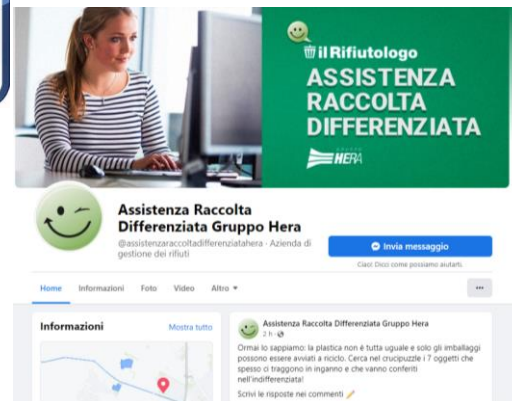 il Rifiutologo
ASSISTENZA
RACCOLTA
DIFFERENZIATA
GRUPPO
HERA
Assistenza Raccolta
Differenziata Gruppo Hera
@assistenzaraccoltadifferenziatahera · Azienda di
gestione dei rifiuti
Invia messaggio
Ciao! Dicci come possiamo aiutarti.
Home Informazioni Foto Video Altro
Informazioni
Mostra tutto
Assistenza Raccolta Differenziata Gruppo Hera
2 h ·
Ormai lo sappiamo: la plastica non è tutta uguale e solo gli imballaggi
possono essere avviati a riciclo. Cerca nel crucipuzzle i 7 oggetti che
spesso ci traggono in inganno e che vanno conferiti
nell'indifferenziata!
Scrivi le risposte nei commenti